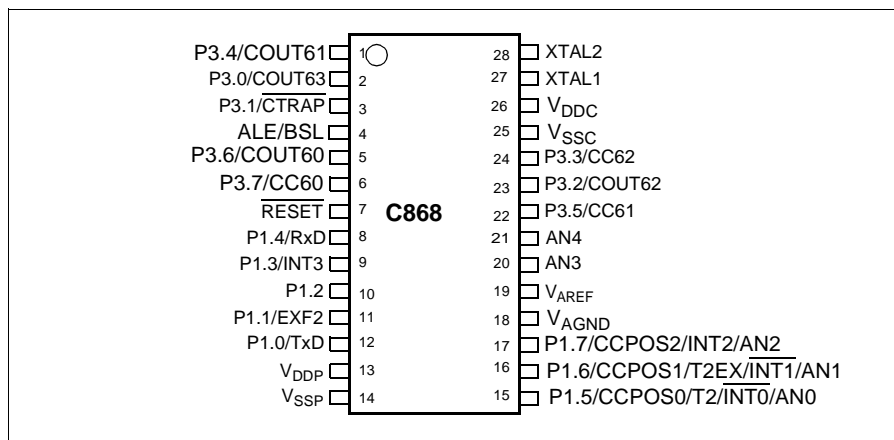 P3.4/COUT61 1 28 XTAL2
P3.0/COUT63 2 27 XTAL1
P3.1/CTRAP 3 26 VDDC
ALE/BSL 4 25 VSSC
P3.6/COUT60 5 24 P3.3/CC62
P3.7/CC60 6 23 P3.2/COUT62
RESET 7 C868 22 P3.5/CC61
P1.4/RxD 8 21 AN4
P1.3/INT3 9 20 AN3
P1.2 10 19 VAREF
P1.1/EXF2 11 18 VAGND
P1.0/TxD 12 17 P1.7/CCPOS2/INT2/AN2
VDDP 13 16 P1.6/CCPOS1/T2EX/INT1/AN1
VSSP 14 15 P1.5/CCPOS0/T2/INT0/AN0